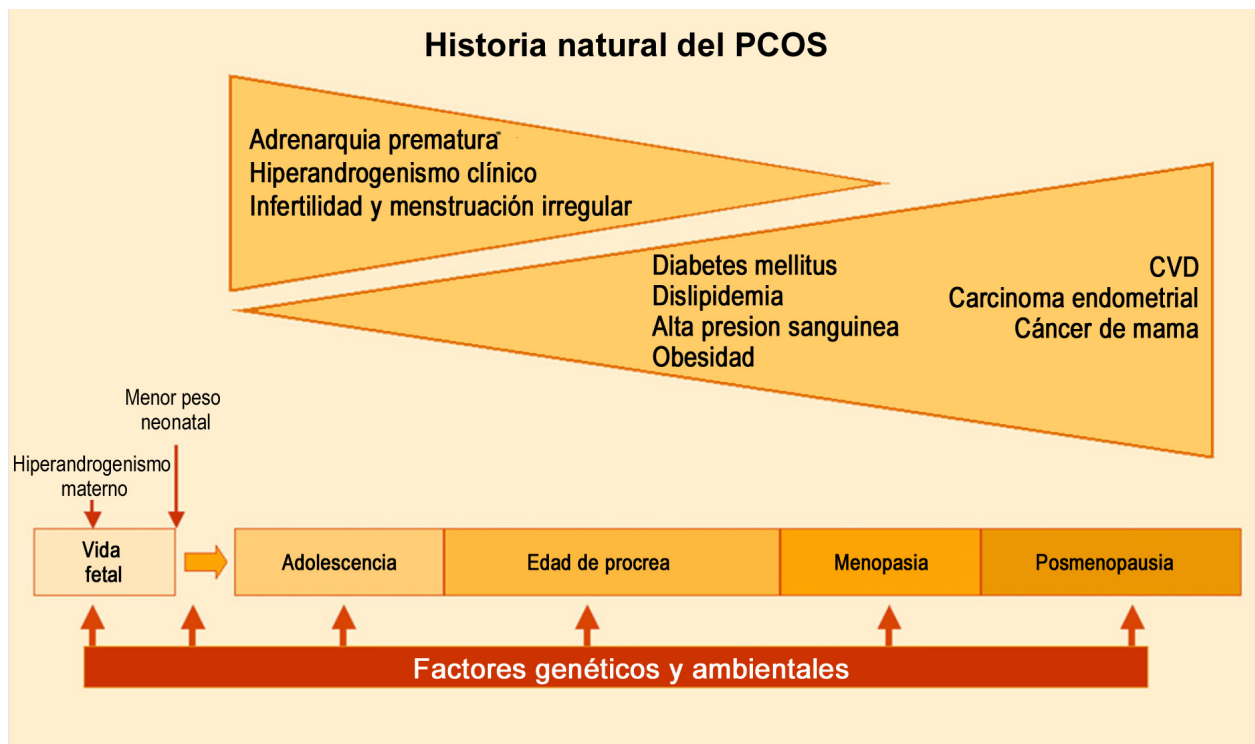 Historia natural del PCOS
Adrenarquia prematura
Hiperandrogenismo clínico
Infertilidad y menstruación irregular
Diabetes mellitus
Dislipidemia
Alta presion sanguinea
Obesidad
CVD
Carcinoma endometrial
Cáncer de mama
Menor peso
neonatal
Hiperandrogenismo
materno
Vida
fetal
Adolescencia
Edad de procrea
Menopasia
Posmenopausia
Factores genéticos y ambientales